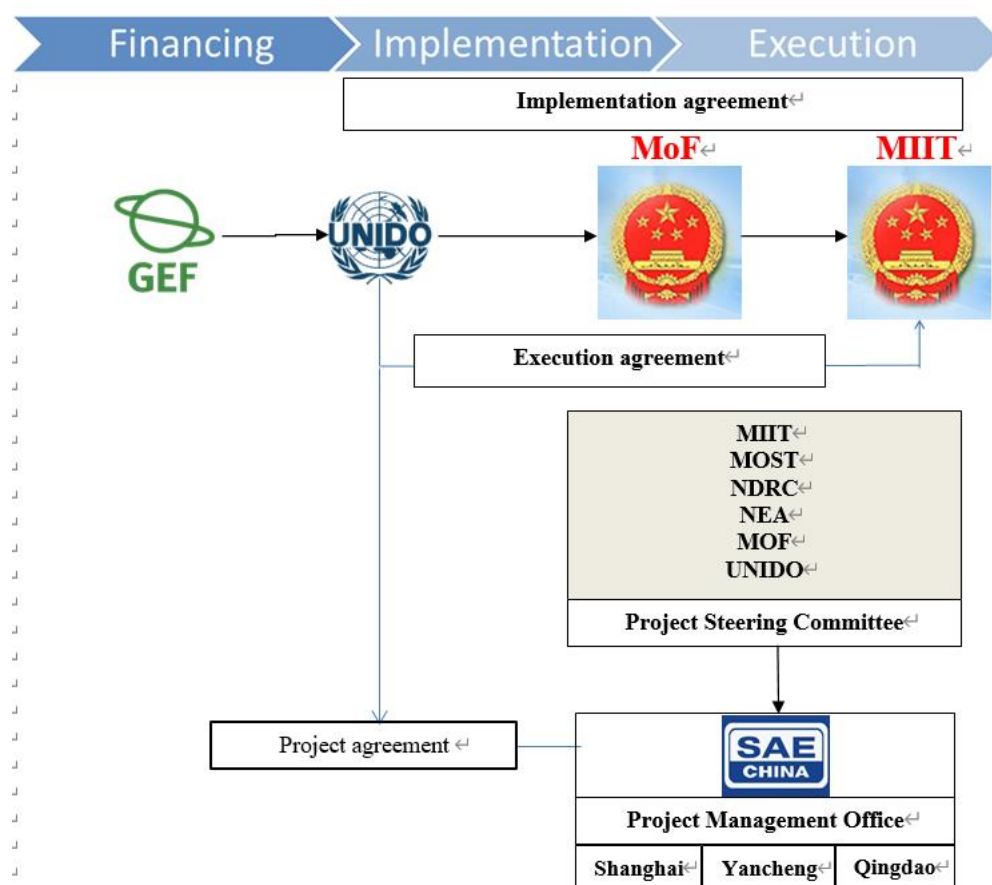 Financing Implementation Execution
Implementation agreement
MoF MIIT
GEF UNIDO
Execution agreement
MIIT
MOST
NDRC
NEA
MOF
UNIDO
Project Steering Committee
Project agreement
SAE
CHINA
Project Management Office
Shanghai Yancheng Qingdao